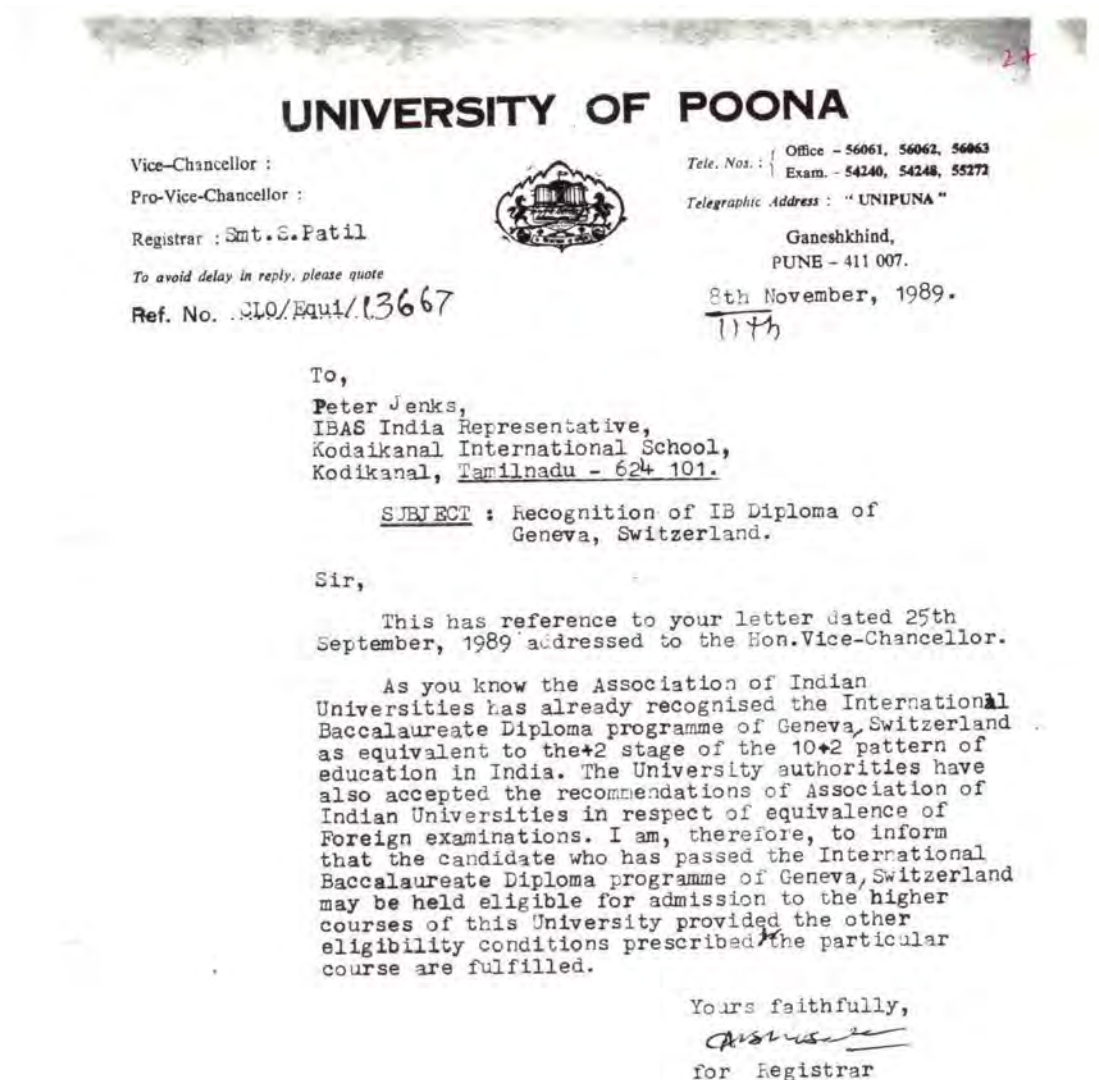 27
UNIVERSITY OF POONA
Vice-Chancellor :
Pro-Vice-Chancellor :
Registrar : Smt.S.Patil
To avoid delay in reply, please quote
Ref. No. CLO/Equi/13667
Tele. Nos. : Office - 56061, 56062, 56063
Exam. - 54240, 54248, 55272
Telegraphic Address : "UNIPUNA"
Ganeshkhind,
PUNE - 411 007.
8th November, 1989.
11th
To,
Peter Jenks,
IBAS India Representative,
Kodaikanal International School,
Kodikanal, Tamilnadu - 624 101.
SUBJECT : Recognition of IB Diploma of
Geneva, Switzerland.
Sir,
This has reference to your letter dated 25th
September, 1989 addressed to the Hon.Vice-Chancellor.
As you know the Association of Indian
Universities has already recognised the International
Baccalaureate Diploma programme of Geneva, Switzerland
as equivalent to the+2 stage of the 10+2 pattern of
education in India. The University authorities have
also accepted the recommendations of Association of
Indian Universities in respect of equivalence of
Foreign examinations. I am, therefore, to inform
that the candidate who has passed the International
Baccalaureate Diploma programme of Geneva, Switzerland
may be held eligible for admission to the higher
courses of this University provided the other
eligibility conditions prescribed the particular
course are fulfilled.
Yours faithfully,
for Registrar